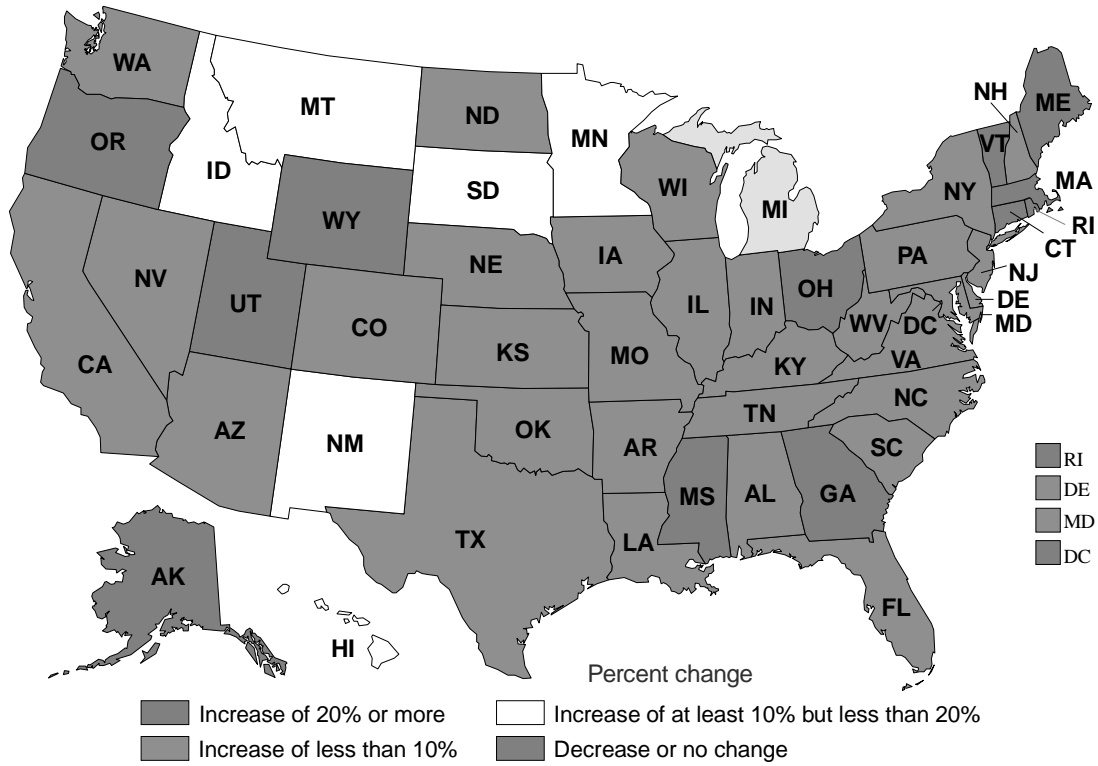 WA
MT
ND
MN
NH
ME
VT
OR
ID
SD
WI
MI
NY
MA
RI
CT
WY
NV
UT
CO
NE
IA
IL
IN
OH
PA
NJ
DE
MD
WV
DC
VA
CA
KS
MO
KY
NC
TN
AZ
NM
OK
AR
SC
MS
AL
GA
RI
DE
MD
DC
TX
LA
AK
FL
HI
Percent change
Increase of 20% or more
Increase of at least 10% but less than 20%
Increase of less than 10%
Decrease or no change